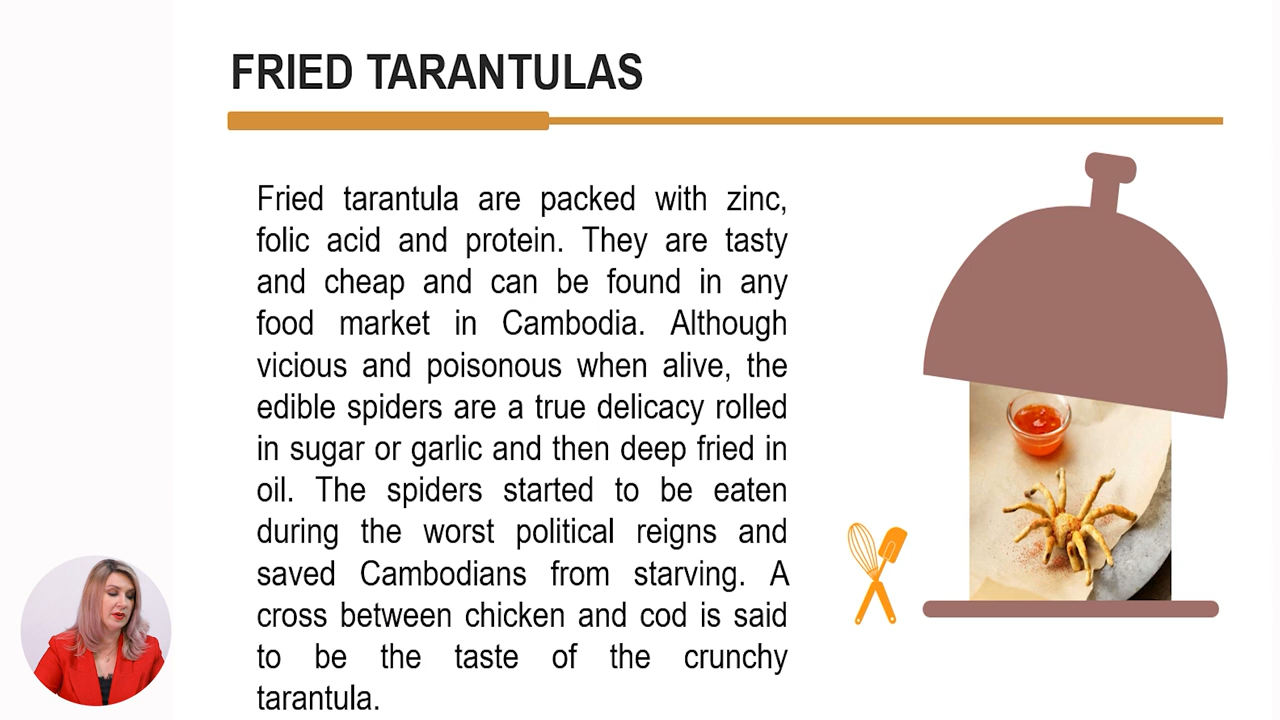 FRIED TARANTULAS
Fried tarantula are packed with zinc,
folic acid and protein. They are tasty
and cheap and can be found in any
food market in Cambodia. Although
vicious and poisonous when alive, the
edible spiders are a true delicacy rolled
in sugar or garlic and then deep fried in
oil. The spiders started to be eaten
during the worst political reigns and
saved Cambodians from starving. A
cross between chicken and cod is said
to be the taste of the crunchy
tarantula.